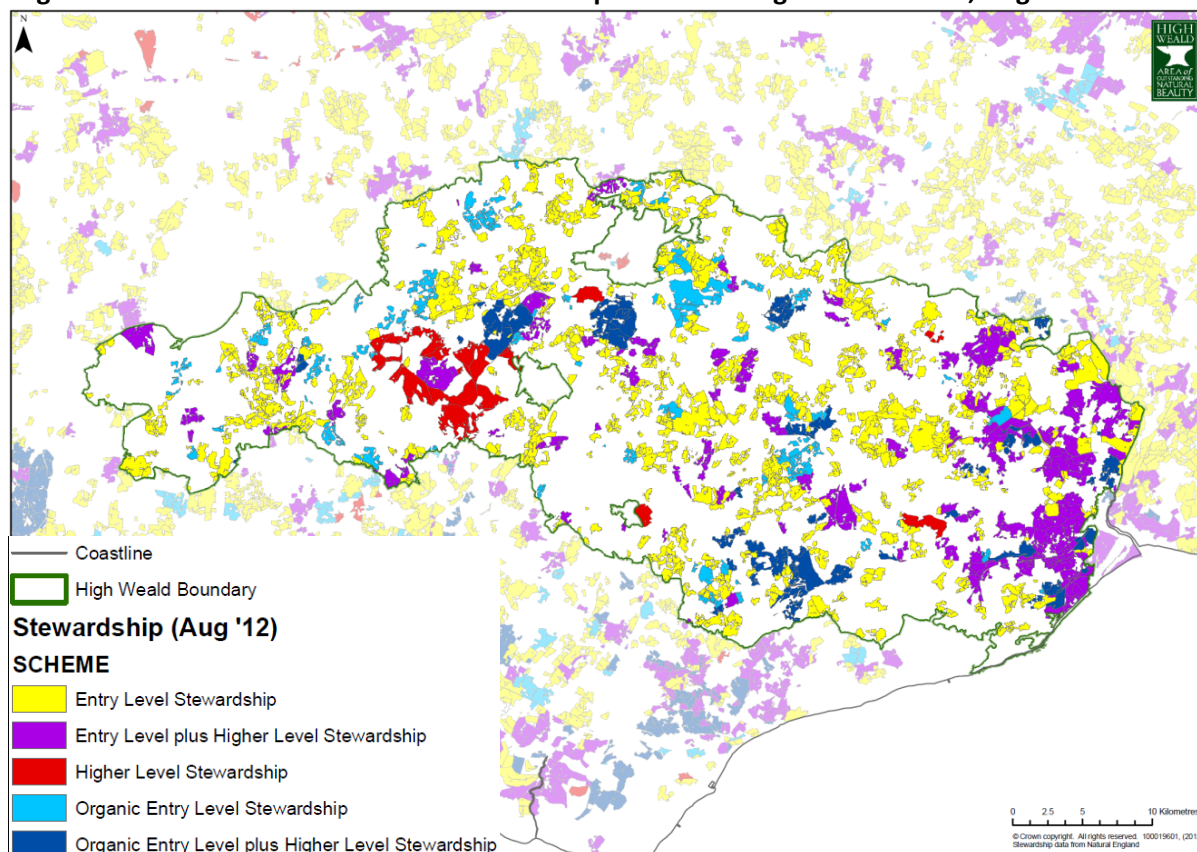 N
HIGH
WEALD
AREA of
OUTSTANDING
NATURAL
BEAUTY
Coastline
High Weald Boundary
Stewardship (Aug '12)
SCHEME
Entry Level Stewardship
Entry Level plus Higher Level Stewardship
Higher Level Stewardship
Organic Entry Level Stewardship
Organic Entry Level plus Higher Level Stewardship
0 2.5 5 10 Kilometres
© Crown copyright. All rights reserved. 100019601, (201
Stewardship data from Natural England